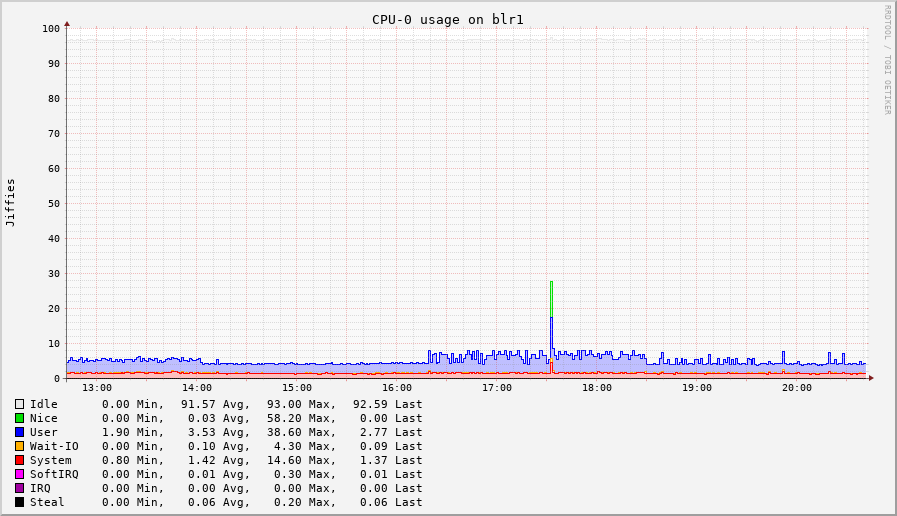 CPU-0 usage on blr1
RRDTOOL / TOBI OETIKER
Jiffies
100
90
80
70
60
50
40
30
20
10
0
13:00 14:00 15:00 16:00 17:00 18:00 19:00 20:00
Idle 0.00 Min, 91.57 Avg, 93.00 Max, 92.59 Last
Nice 0.00 Min, 0.03 Avg, 58.20 Max, 0.00 Last
User 1.90 Min, 3.53 Avg, 38.60 Max, 2.77 Last
Wait-IO 0.00 Min, 0.10 Avg, 4.30 Max, 0.09 Last
System 0.80 Min, 1.42 Avg, 14.60 Max, 1.37 Last
SoftIRQ 0.00 Min, 0.01 Avg, 0.30 Max, 0.01 Last
IRQ 0.00 Min, 0.00 Avg, 0.00 Max, 0.00 Last
Steal 0.00 Min, 0.06 Avg, 0.20 Max, 0.06 Last